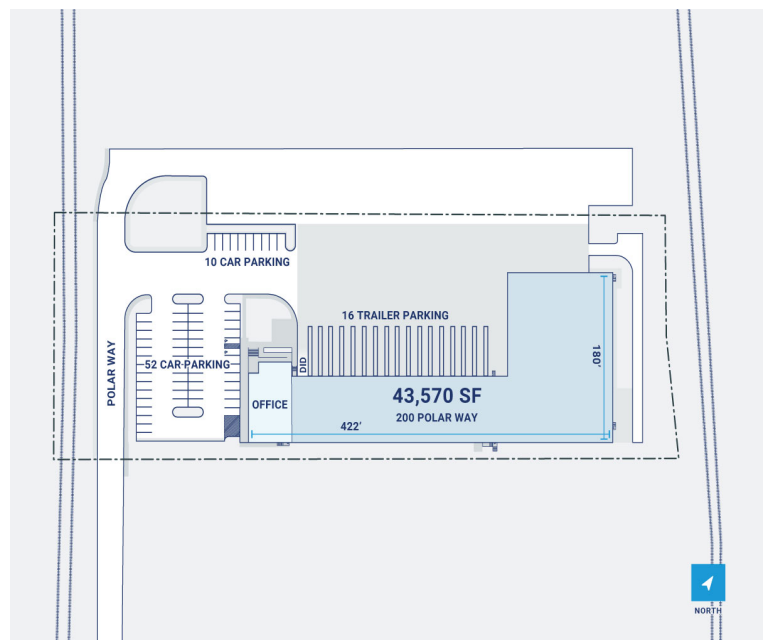 10 CAR PARKING
16 TRAILER PARKING
POLAR WAY
52 CAR PARKING
DID
180'
OFFICE
43,570 SF
200 POLAR WAY
422'
NORTH